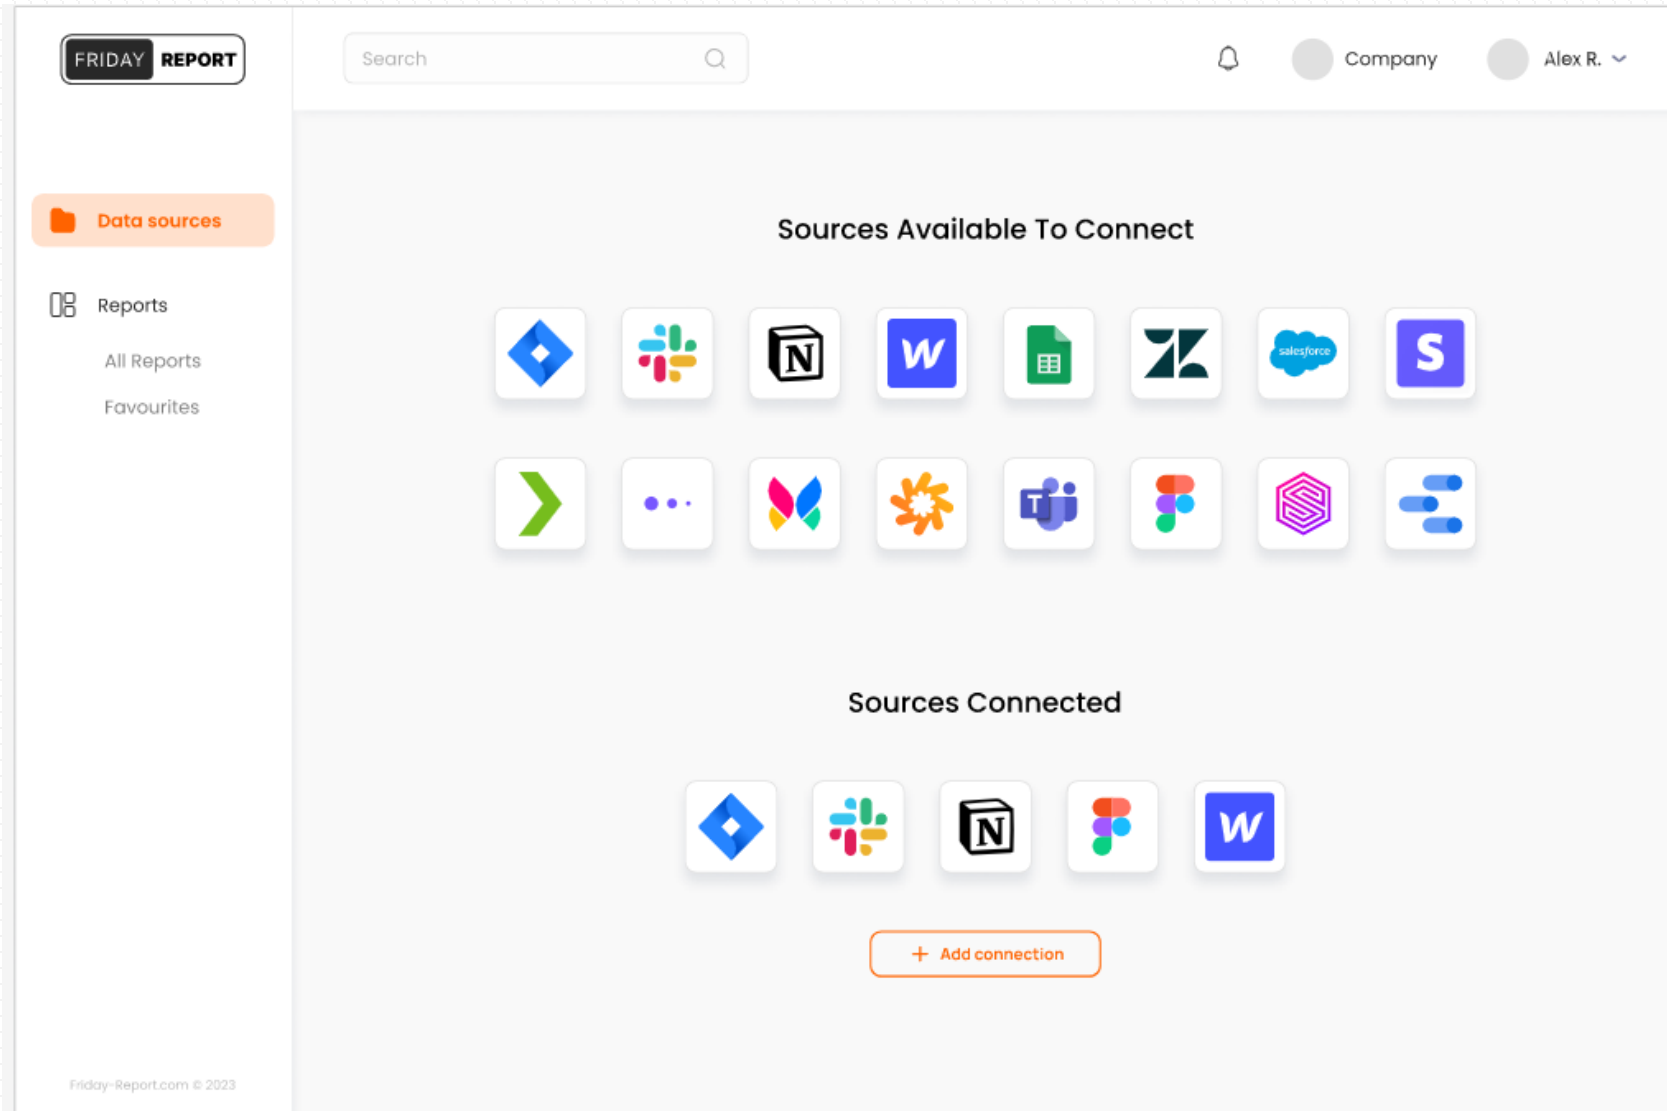 FRIDAY REPORT
Search
Company
Alex R.
Data sources
Reports
All Reports
Favourites
Sources Available To Connect
N
W
salesforce
S
T
Sources Connected
N
W
+ Add connection
Friday-Report.com © 2023